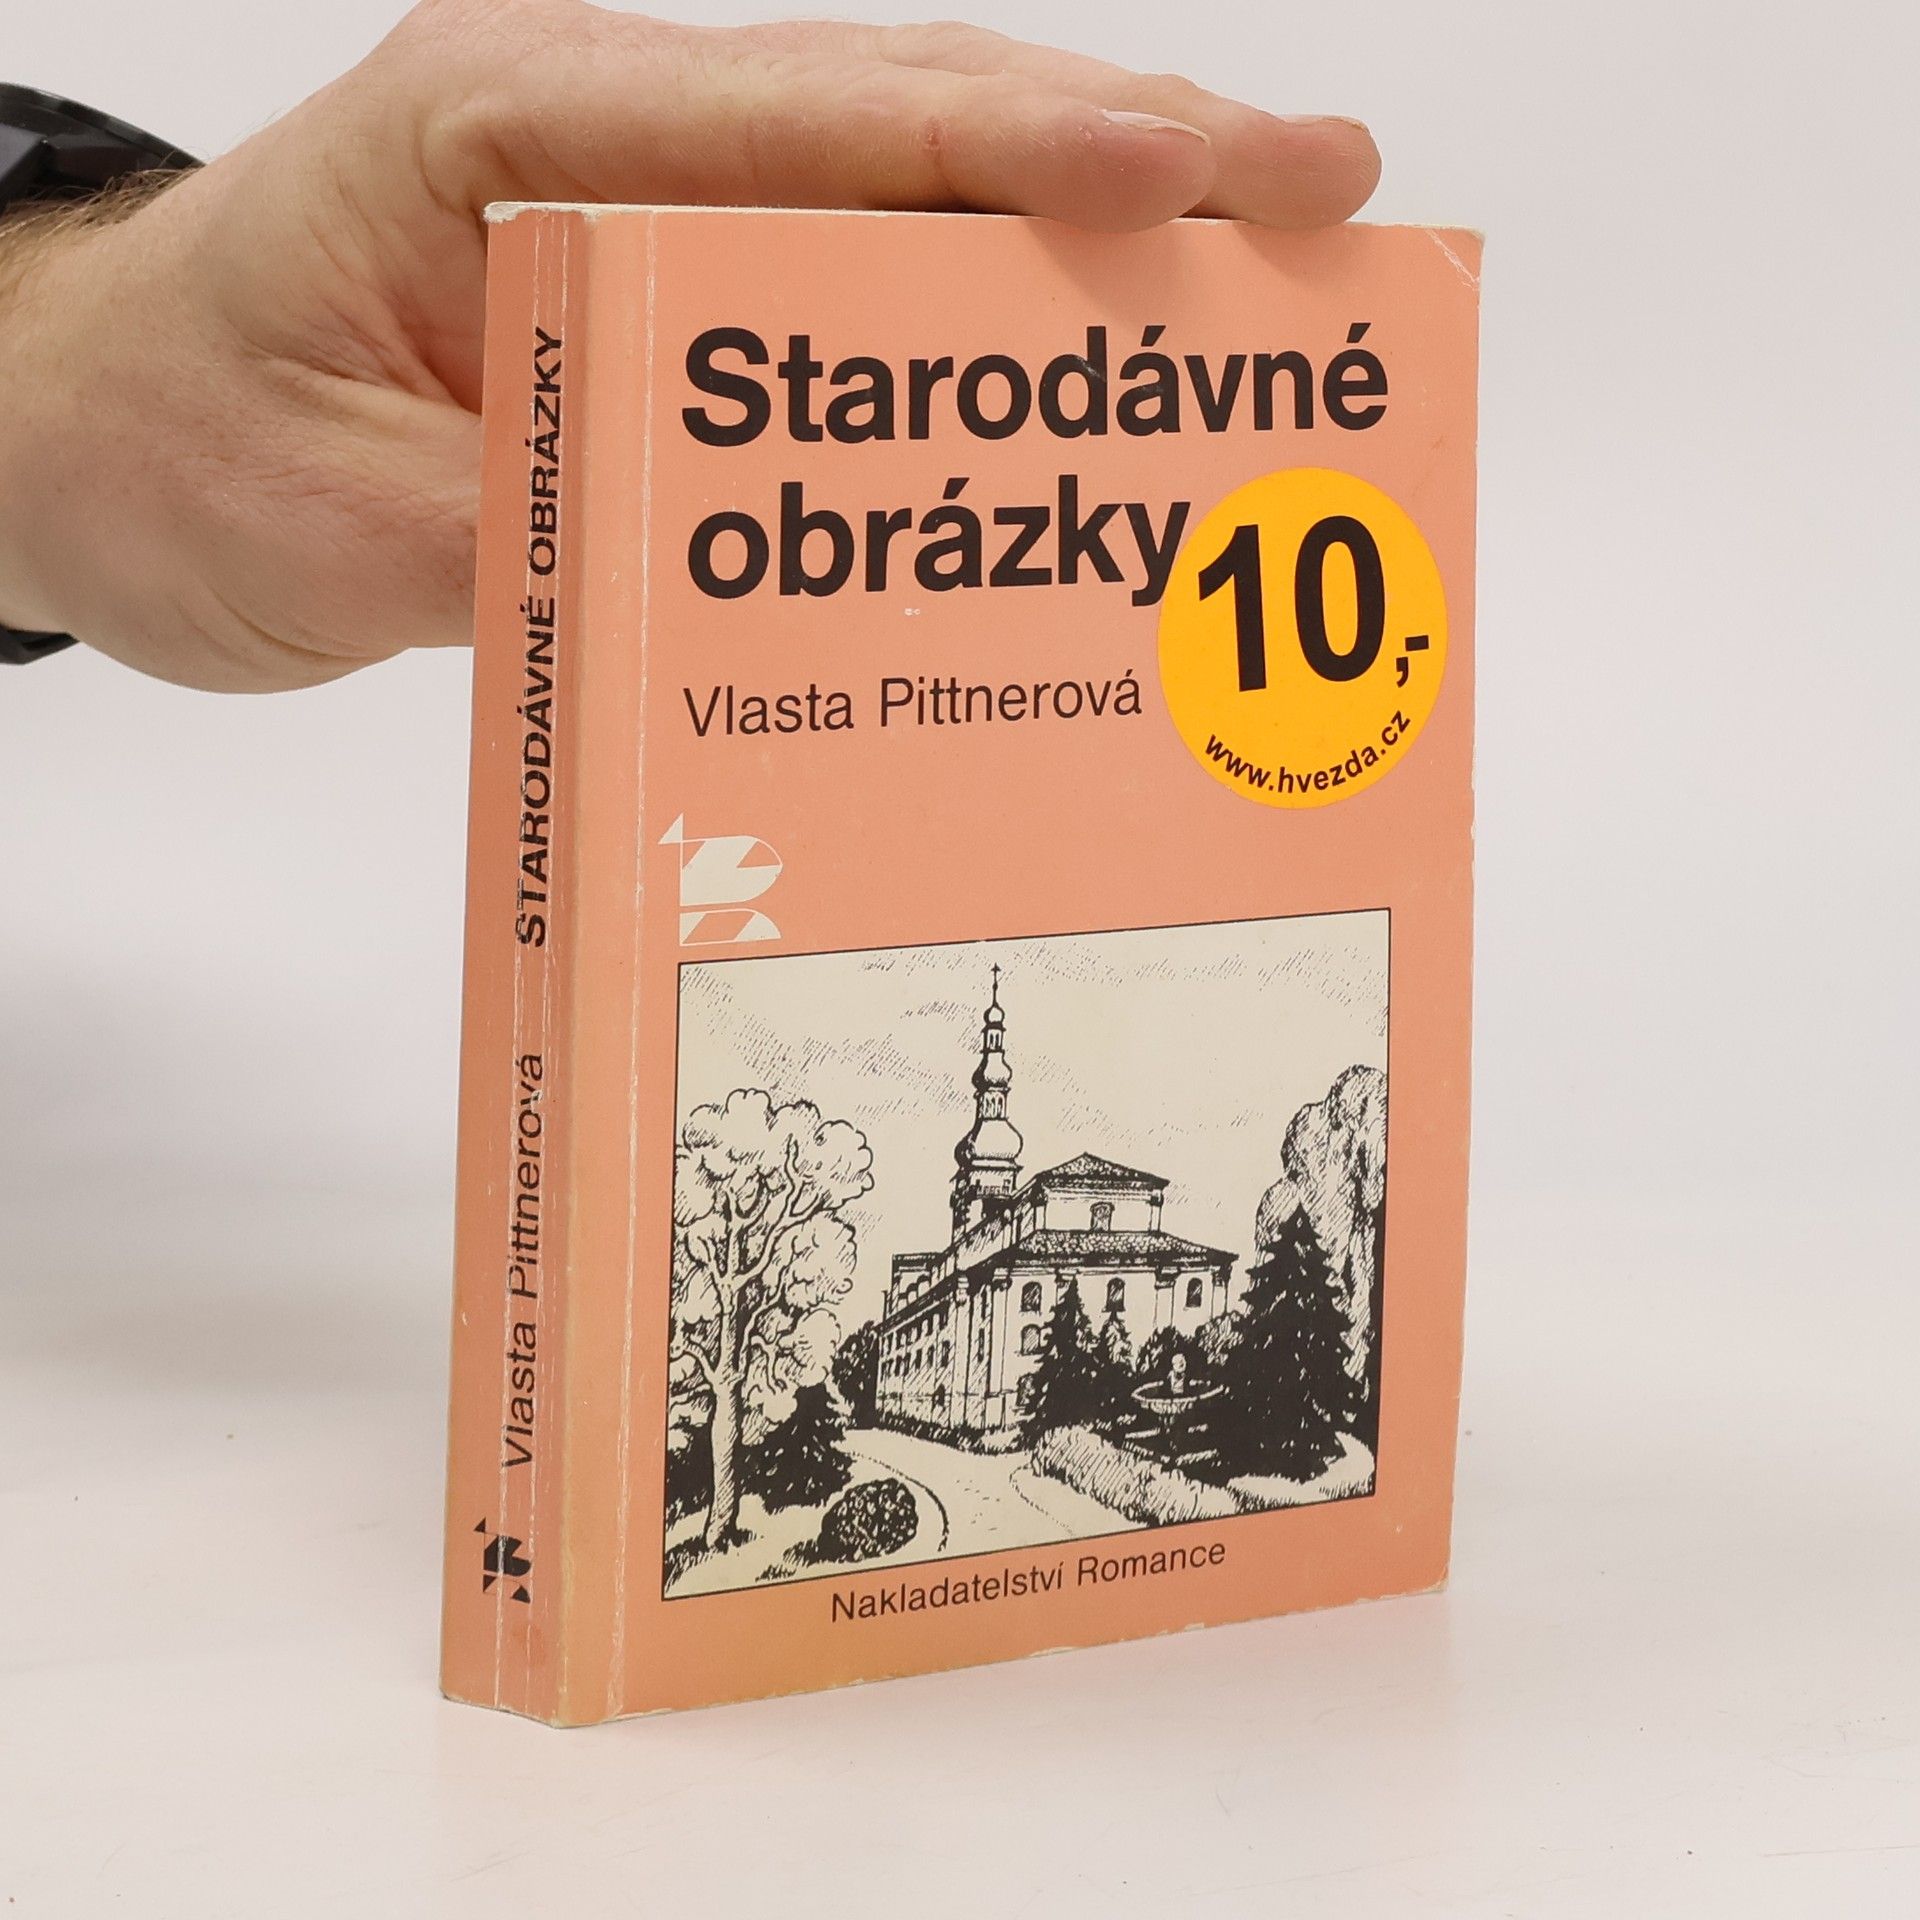 Starodávné
obrázky
Vlasta Pittnerová
10,-
www.hvezda.cz
Nakladatelství Romance
Vlasta Pittnerová STARODÁVNÉ OBRÁZKY